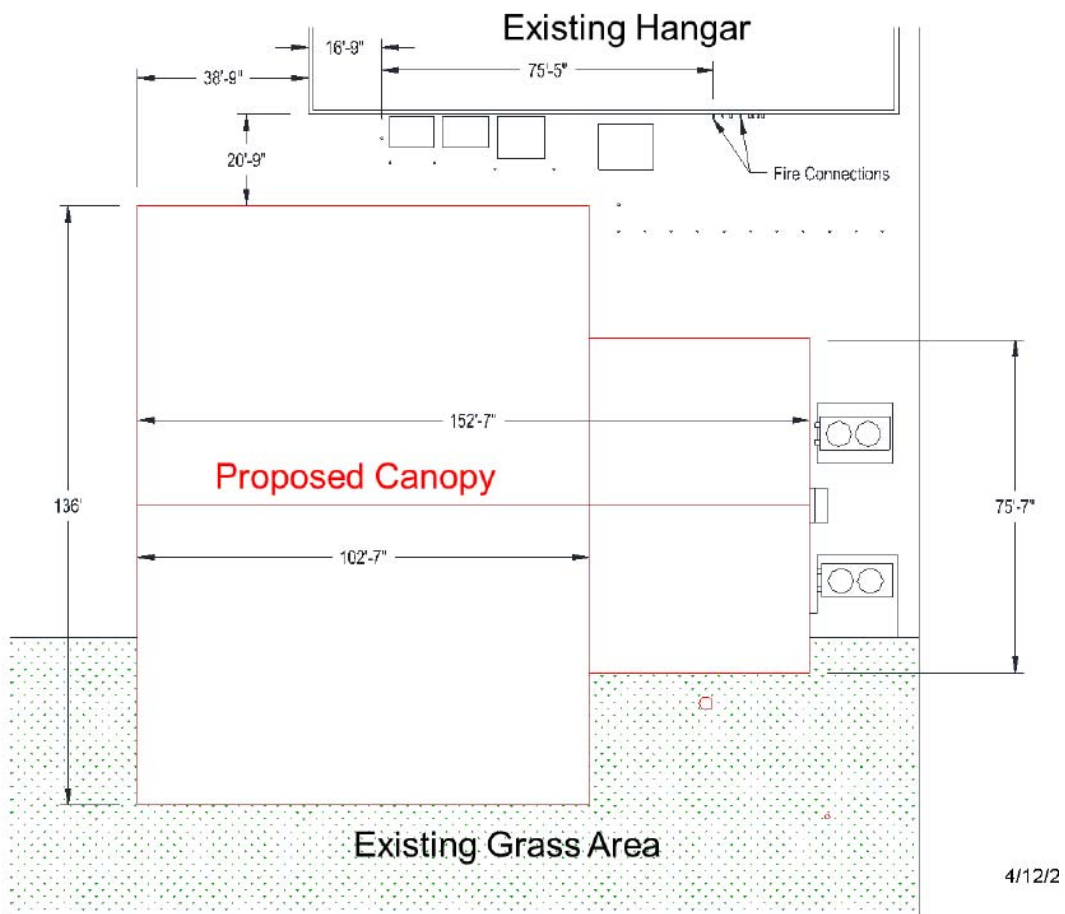 Existing Hangar
16'-9"
75'-5"
38'-9"
20'-9"
Fire Connections
152'-7"
Proposed Canopy
136'
75'-7"
102'-7"
Existing Grass Area
4/12/2